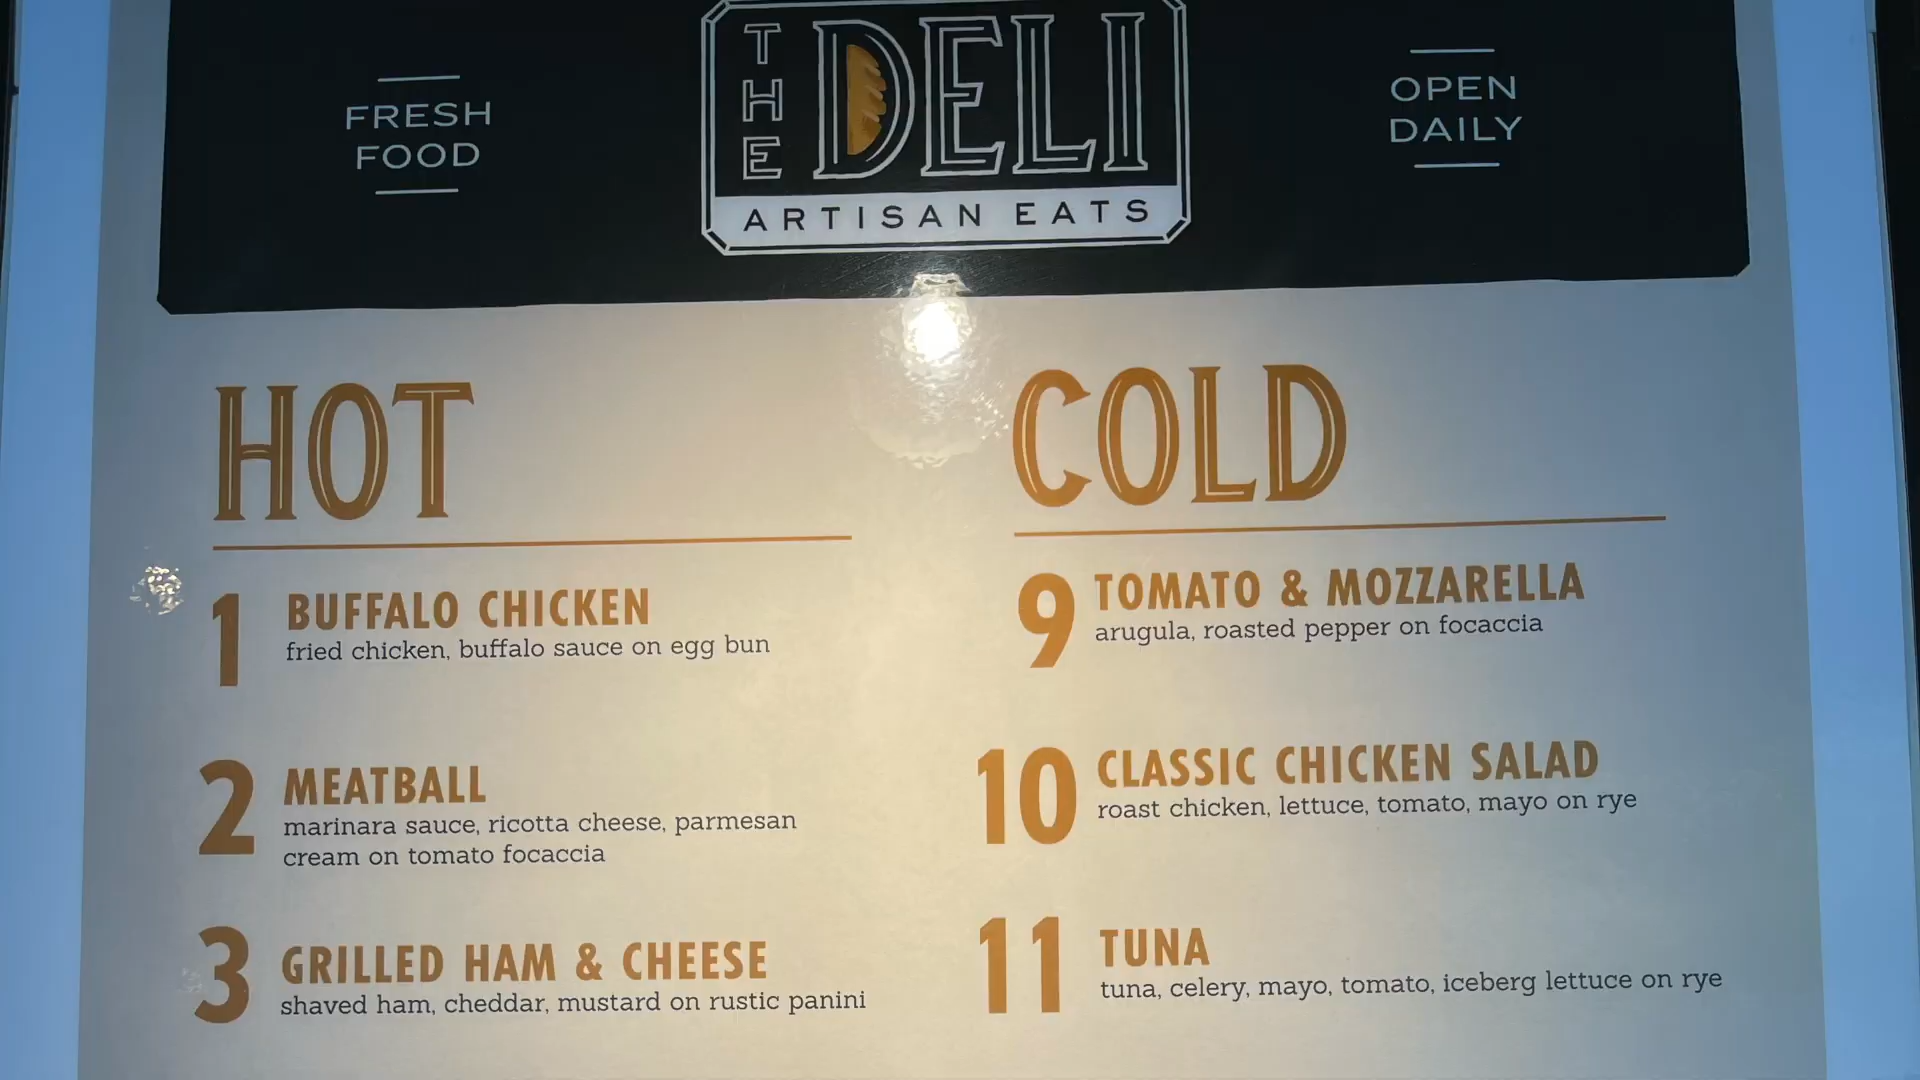 FRESH
FOOD
THE DELI
ARTISAN EATS
OPEN
DAILY
HOT
1 BUFFALO CHICKEN
fried chicken, buffalo sauce on egg bun
2 MEATBALL
marinara sauce, ricotta cheese, parmesan
cream on tomato focaccia
3 GRILLED HAM & CHEESE
shaved ham, cheddar, mustard on rustic panini
COLD
9 TOMATO & MOZZARELLA
arugula, roasted pepper on focaccia
10 CLASSIC CHICKEN SALAD
roast chicken, lettuce, tomato, mayo on rye
11 TUNA
tuna, celery, mayo, tomato, iceberg lettuce on rye